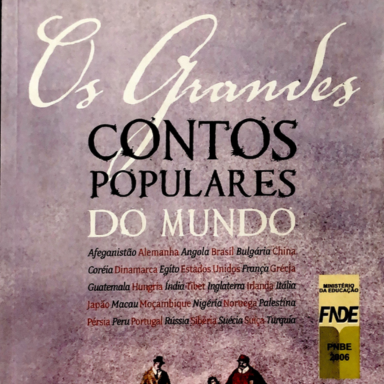 Os Grandes
CONTOS
POPULARES
DO MUNDO
Afeganistão Alemanha Angola Brasil Bulgária China
Coréia Dinamarca Egito Estados Unidos França Grécia
Guatemala Hungria Índia-Tibet Inglaterra Irlanda Itália
Japão Macau Moçambique Nigéria Noruega Palestina
Pérsia Peru Portugal Rússia Sibéria Suécia Suíça Turquia
MINISTÉRIO
DA EDUCAÇÃO
FNDE
PNBE
2006